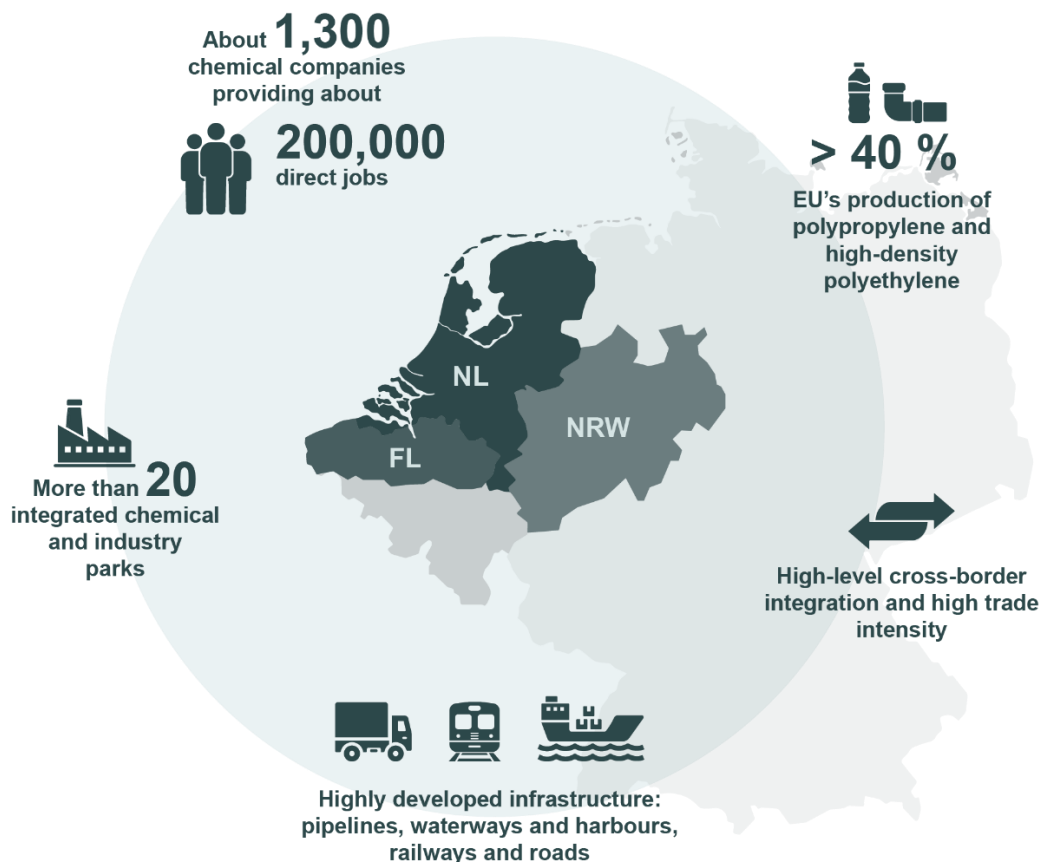 About 1,300
chemical companies
providing about
200,000
direct jobs
> 40 %
EU’s production of
polypropylene and
high-density
polyethylene
NL
NRW
FL
More than 20
integrated chemical
and industry
parks
High-level cross-border
integration and high trade
intensity
Highly developed infrastructure:
pipelines, waterways and harbours,
railways and roads